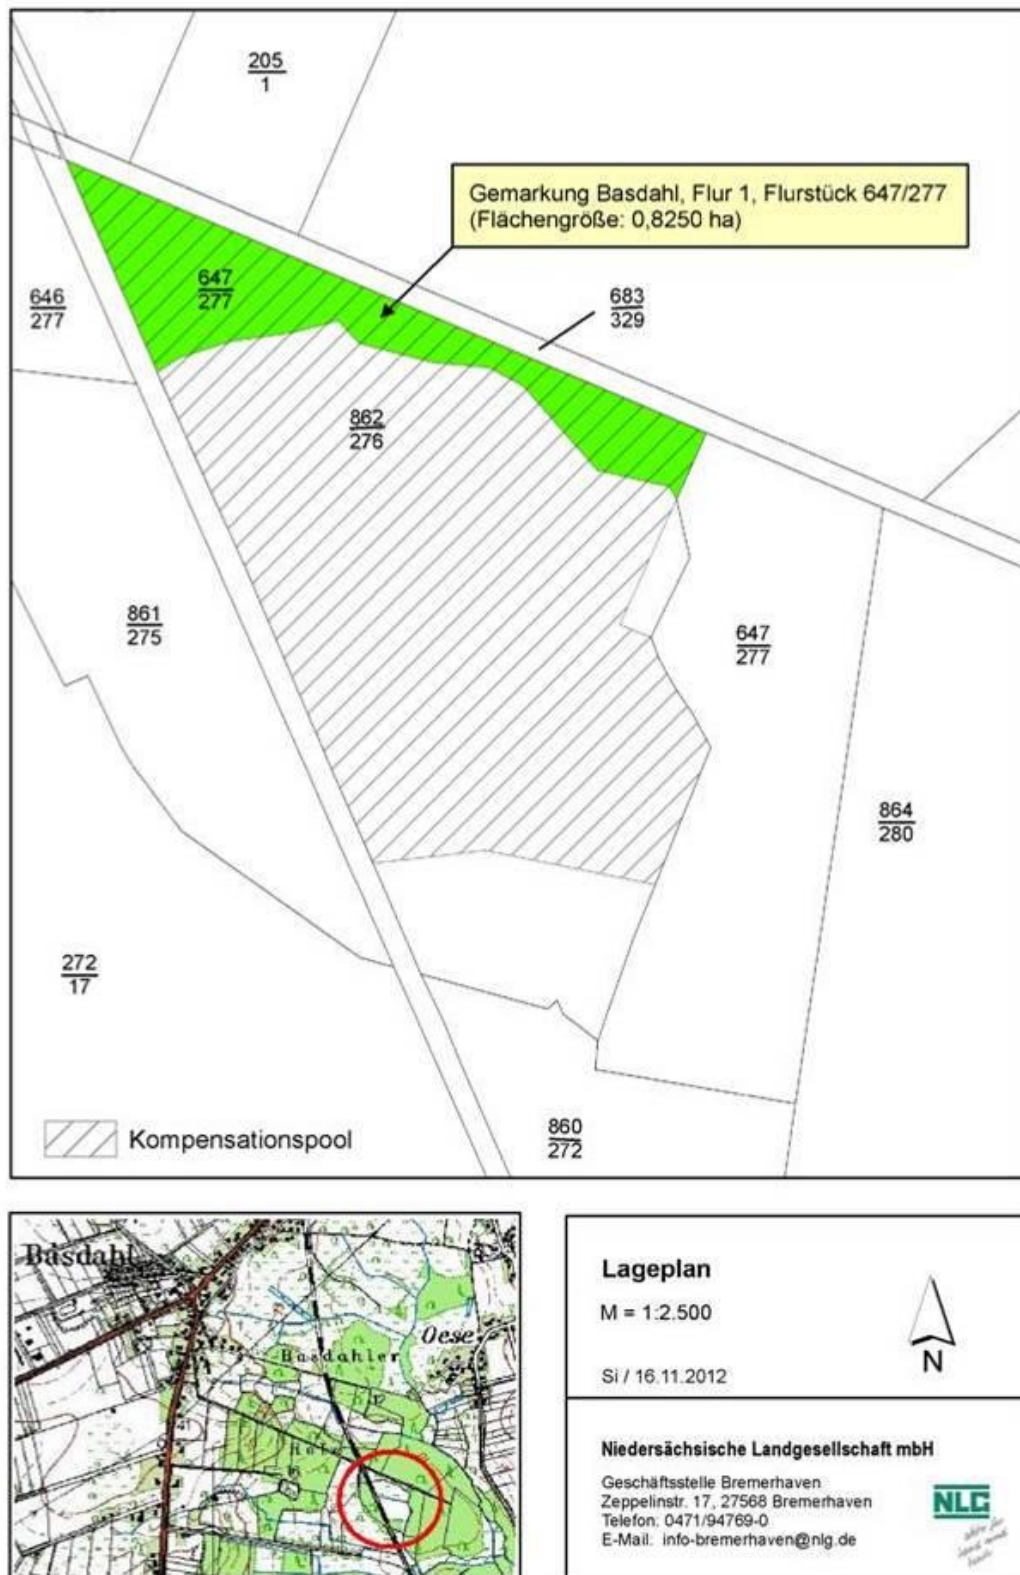 205
1
Gemarkung Basdahl, Flur 1, Flurstück 647/277
(Flächengröße: 0,8250 ha)
647
277
646
277
683
329
862
276
861
275
647
277
864
280
272
17
860
272
Kompensationspool
Basdahl
Oese
Basdahler
Holz
Lageplan
M = 1:2.500
Si / 16.11.2012
N
Niedersächsische Landgesellschaft mbH
Geschäftsstelle Bremerhaven
Zeppelinstr. 17, 27568 Bremerhaven
Telefon: 0471/94769-0
E-Mail: info-bremerhaven@nlg.de
NLG